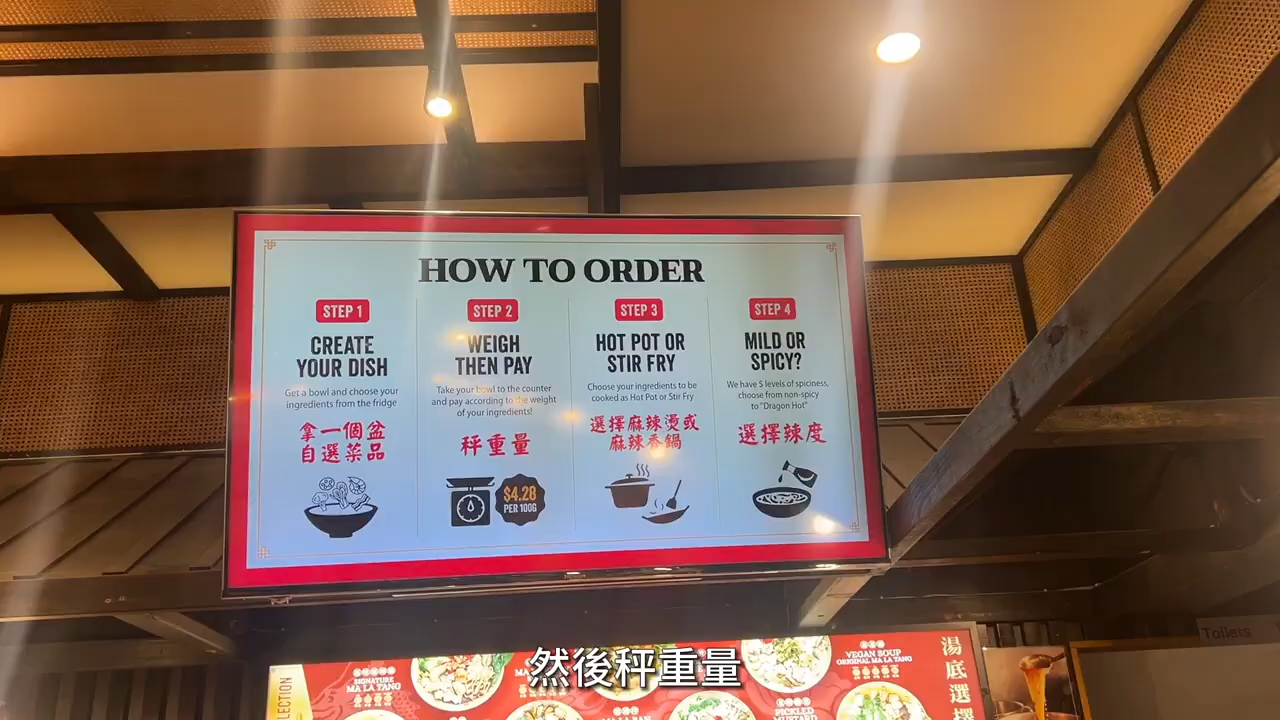 HOW TO ORDER
STEP 1
CREATE
YOUR DISH
Get a bowl and choose your
ingredients from the fridge
拿一個盆
自選菜品
STEP 2
WEIGH
THEN PAY
Take your bowl to the counter
and pay according to the weight
of your ingredients!
秤重量
$4.28
PER 100G
STEP 3
HOT POT OR
STIR FRY
Choose your ingredients to be
cooked as Hot Pot or Stir Fry
選擇麻辣燙或
麻辣香鍋
STEP 4
MILD OR
SPICY?
We have 5 levels of spiciness,
choose from non-spicy
to "Dragon Hot"
選擇辣度
Toilets
SIGNATURE
MA LA TANG
VEGAN SOUP
ORIGINAL MA LA TANG
PICKLED
MUSTARD
湯底選擇
然後秤重量